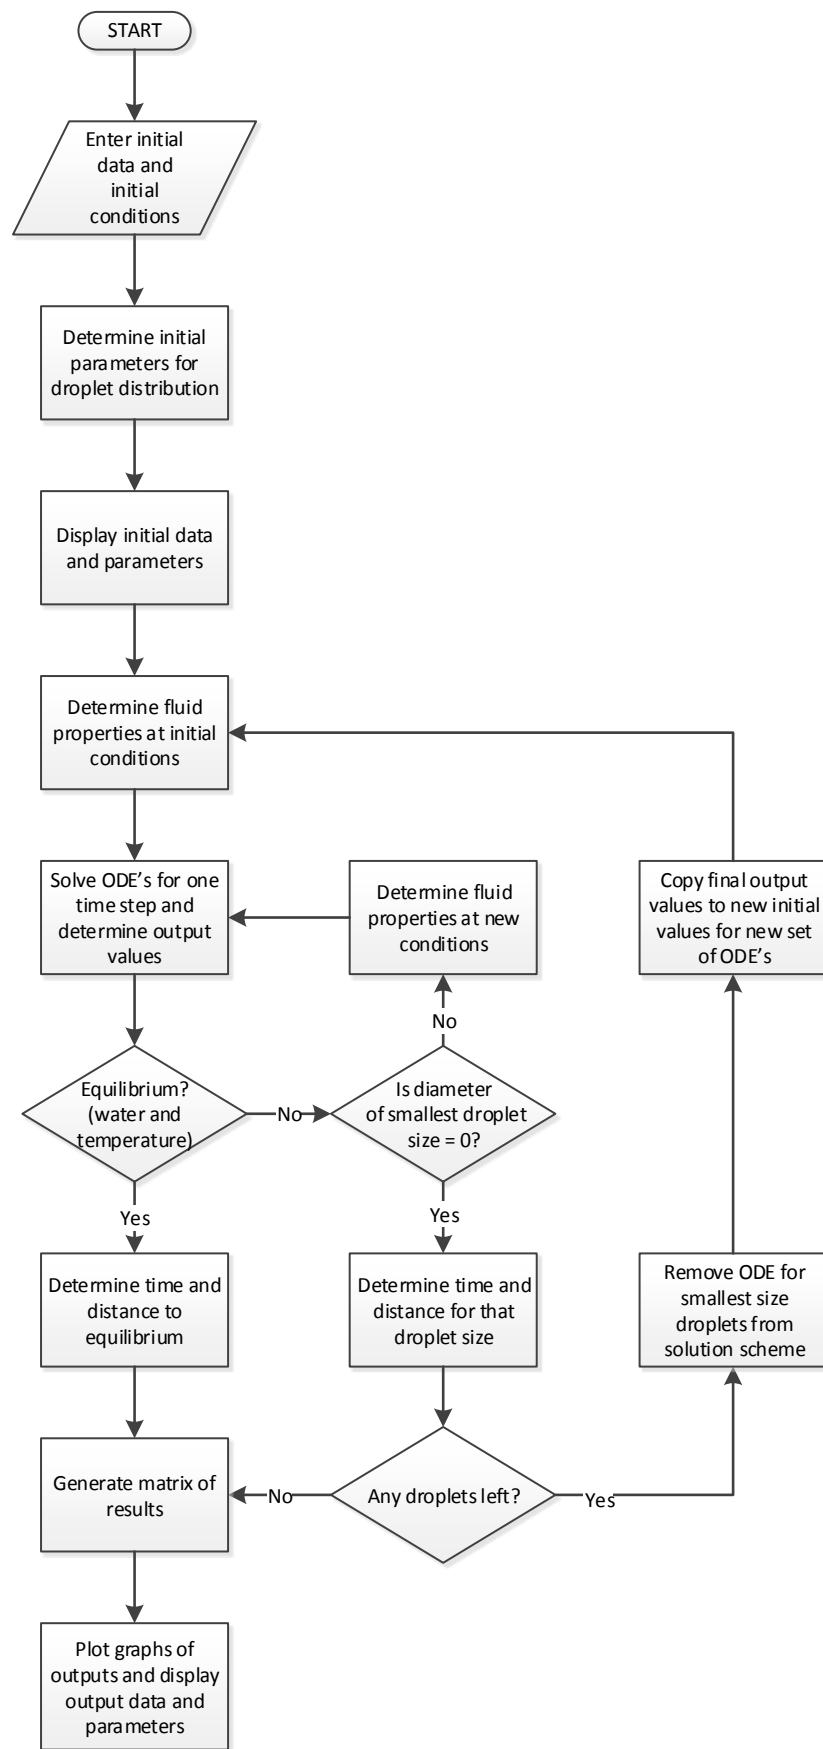 START
Enter initial
data and
initial
conditions
Determine initial
parameters for
droplet distribution
Display initial data
and parameters
Determine fluid
properties at initial
conditions
Solve ODE's for one
time step and
determine output
values
Determine fluid
properties at new
conditions
Copy final output
values to new initial
values for new set
of ODE's
No
Equilibrium?
(water and
temperature)
No
Is diameter
of smallest droplet
size = 0?
Yes
Yes
Determine time and
distance to
equilibrium
Determine time and
distance for that
droplet size
Remove ODE for
smallest size
droplets from
solution scheme
Generate matrix of
results
No
Any droplets left?
Yes
Plot graphs of
outputs and display
output data and
parameters